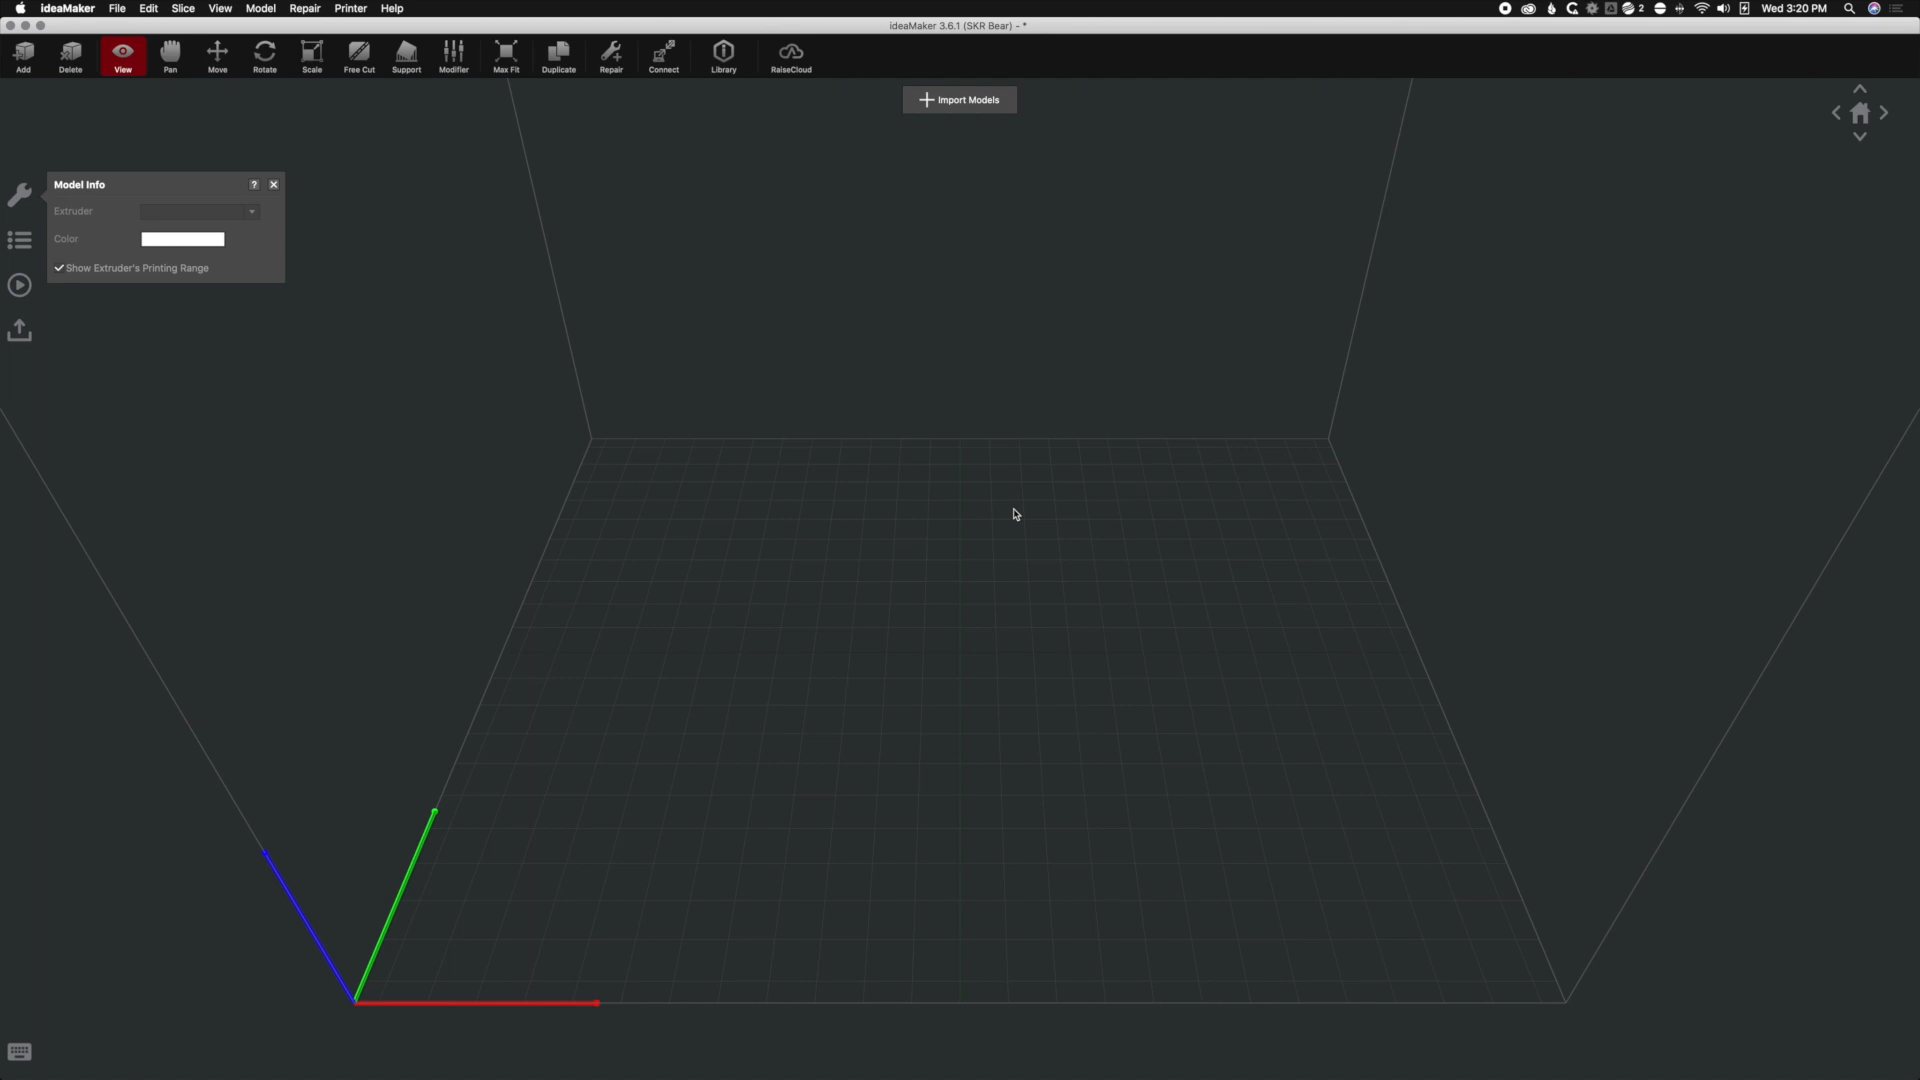 ideaMaker File Edit Slice View Model Repair Printer Help 2 Wed 3:20 PM
ideaMaker 3.6.1 (SKR Bear) - *
Add Delete View Pan Move Rotate Scale Free Cut Support Modifier Max Fit Duplicate Repair Connect Library RaiseCloud
Import Models
Model Info ?
Extruder
Color
Show Extruder's Printing Range